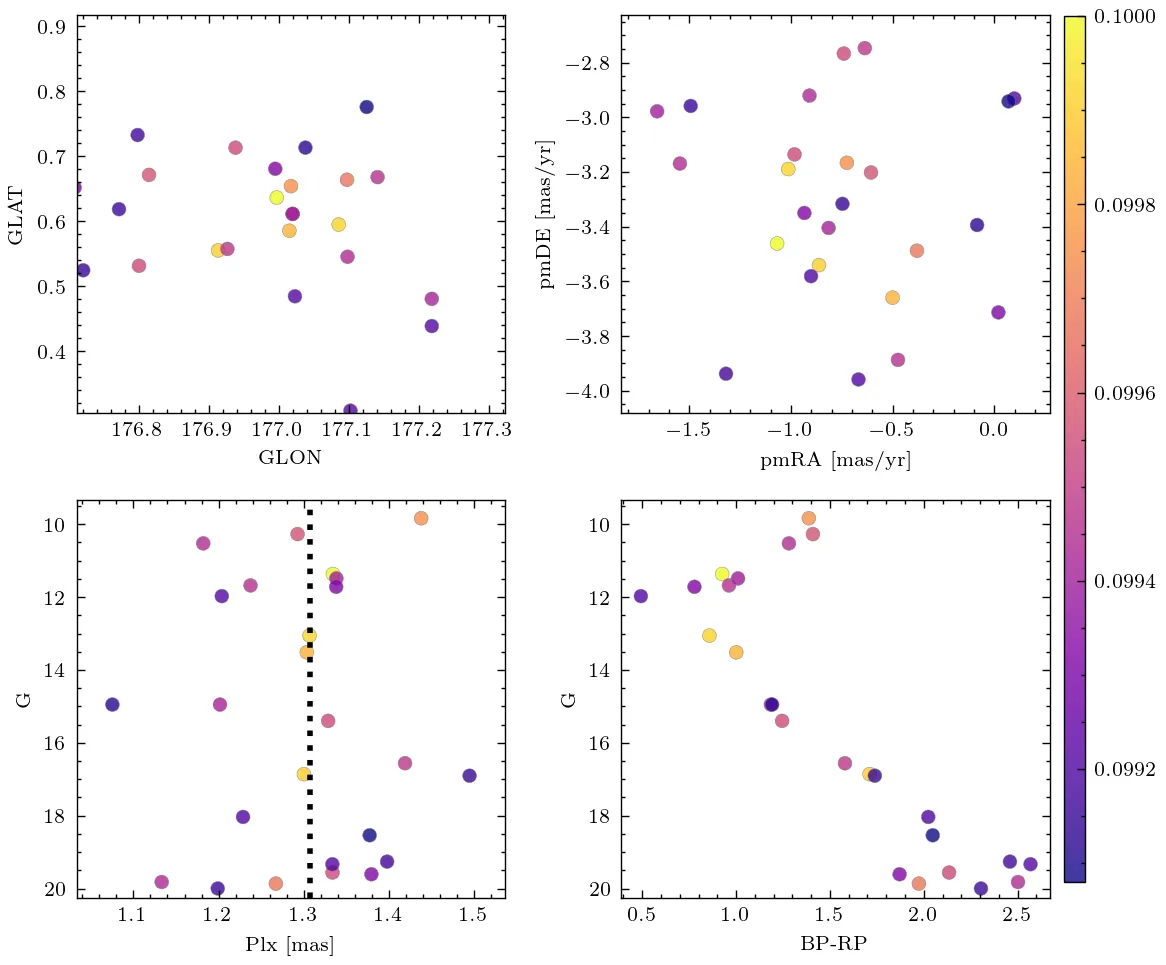 0.9
0.8
0.7
0.6
0.5
0.4
GLAT
176.8 176.9 177.0 177.1 177.2 177.3
GLON
−2.8
−3.0
−3.2
−3.4
−3.6
−3.8
−4.0
pmDE [mas/yr]
−1.5 −1.0 −0.5 0.0
pmRA [mas/yr]
10
12
14
16
18
20
G
1.1 1.2 1.3 1.4 1.5
Plx [mas]
10
12
14
16
18
20
G
0.5 1.0 1.5 2.0 2.5
BP-RP
0.1000
0.0998
0.0996
0.0994
0.0992